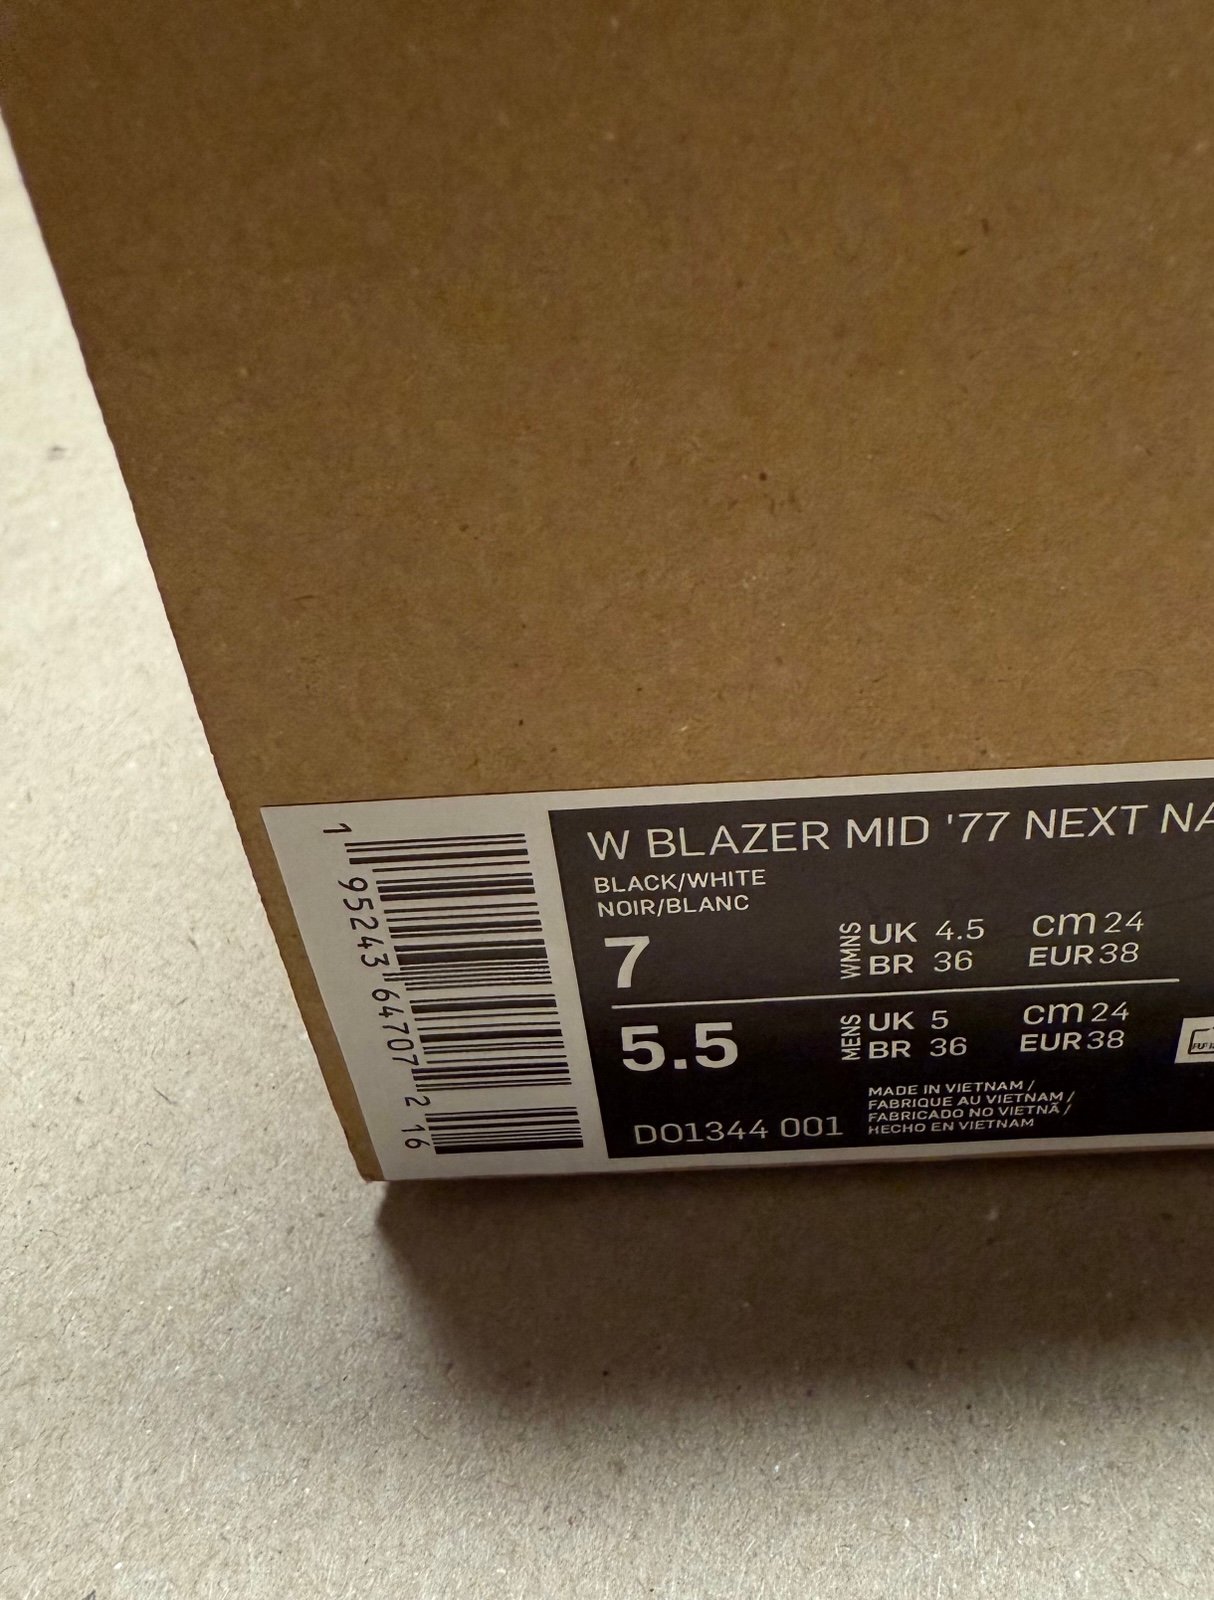 W BLAZER MID '77 NEXT NA
BLACK/WHITE
NOIR/BLANC
7
WMNS
UK 4.5 cm 24
BR 36 EUR 38
5.5
MENS
UK 5 cm 24
BR 36 EUR 38
DO1344 001
MADE IN VIETNAM /
FABRIQUE AU VIETNAM /
FABRICADO NO VIETNÃ /
HECHO EN VIETNAM
1 95243 64707 2 16